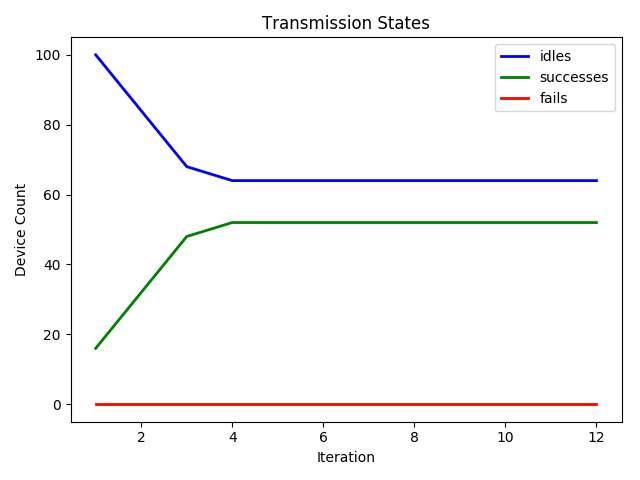 Transmission States
idles
successes
fails
Device Count
100
80
60
40
20
0
2 4 6 8 10 12
Iteration